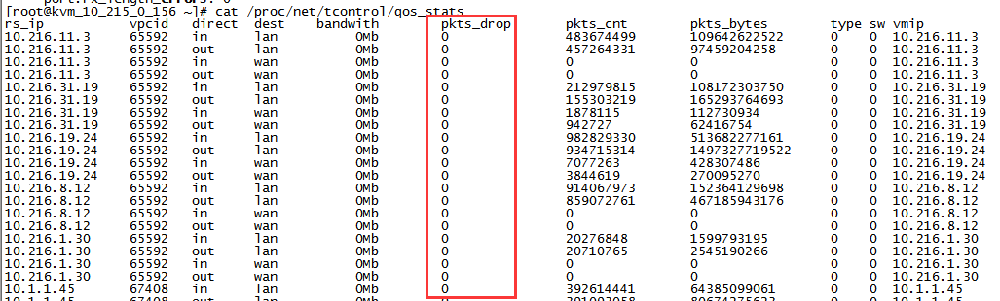 [root@kvm_10_215_0_156 ~]# cat /proc/net/tcontrol/qos_stats
rs_ip vpcid direct dest bandwith pkts_drop pkts_cnt pkts_bytes type sw vmip
10.216.11.3 65592 in lan 0Mb 0 483674499 109642622522 0 0 10.216.11.3
10.216.11.3 65592 out lan 0Mb 0 457264331 97459204258 0 0 10.216.11.3
10.216.11.3 65592 in wan 0Mb 0 0 0 0 0 10.216.11.3
10.216.11.3 65592 out wan 0Mb 0 0 0 0 0 10.216.11.3
10.216.31.19 65592 in lan 0Mb 0 212979815 108172303750 0 0 10.216.31.19
10.216.31.19 65592 out lan 0Mb 0 155303219 165293764693 0 0 10.216.31.19
10.216.31.19 65592 in wan 0Mb 0 1878115 112730934 0 0 10.216.31.19
10.216.31.19 65592 out wan 0Mb 0 942727 62416754 0 0 10.216.31.19
10.216.19.24 65592 in lan 0Mb 0 982829330 513682277161 0 0 10.216.19.24
10.216.19.24 65592 out lan 0Mb 0 934715314 1497327719522 0 0 10.216.19.24
10.216.19.24 65592 in wan 0Mb 0 7077263 428307486 0 0 10.216.19.24
10.216.19.24 65592 out wan 0Mb 0 3844619 270095270 0 0 10.216.19.24
10.216.8.12 65592 in lan 0Mb 0 914067973 152364129698 0 0 10.216.8.12
10.216.8.12 65592 out lan 0Mb 0 859072761 467185943176 0 0 10.216.8.12
10.216.8.12 65592 in wan 0Mb 0 0 0 0 0 10.216.8.12
10.216.8.12 65592 out wan 0Mb 0 0 0 0 0 10.216.8.12
10.216.1.30 65592 in lan 0Mb 0 20276848 1599793195 0 0 10.216.1.30
10.216.1.30 65592 out lan 0Mb 0 20710765 2545190266 0 0 10.216.1.30
10.216.1.30 65592 in wan 0Mb 0 0 0 0 0 10.216.1.30
10.216.1.30 65592 out wan 0Mb 0 0 0 0 0 10.216.1.30
10.1.1.45 67408 in lan 0Mb 0 392614441 64385099061 0 0 10.1.1.45